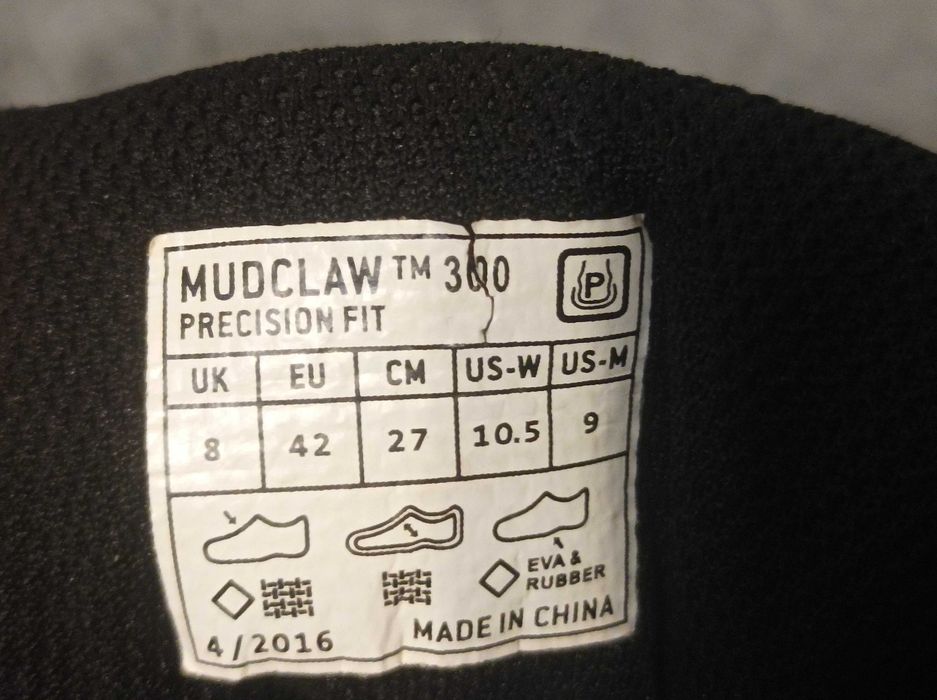 MUDCLAW™ 300
P
PRECISION FIT
UK EU CM US-W US-M
8 42 27 10.5 9
EVA &
RUBBER
4/2016 MADE IN CHINA